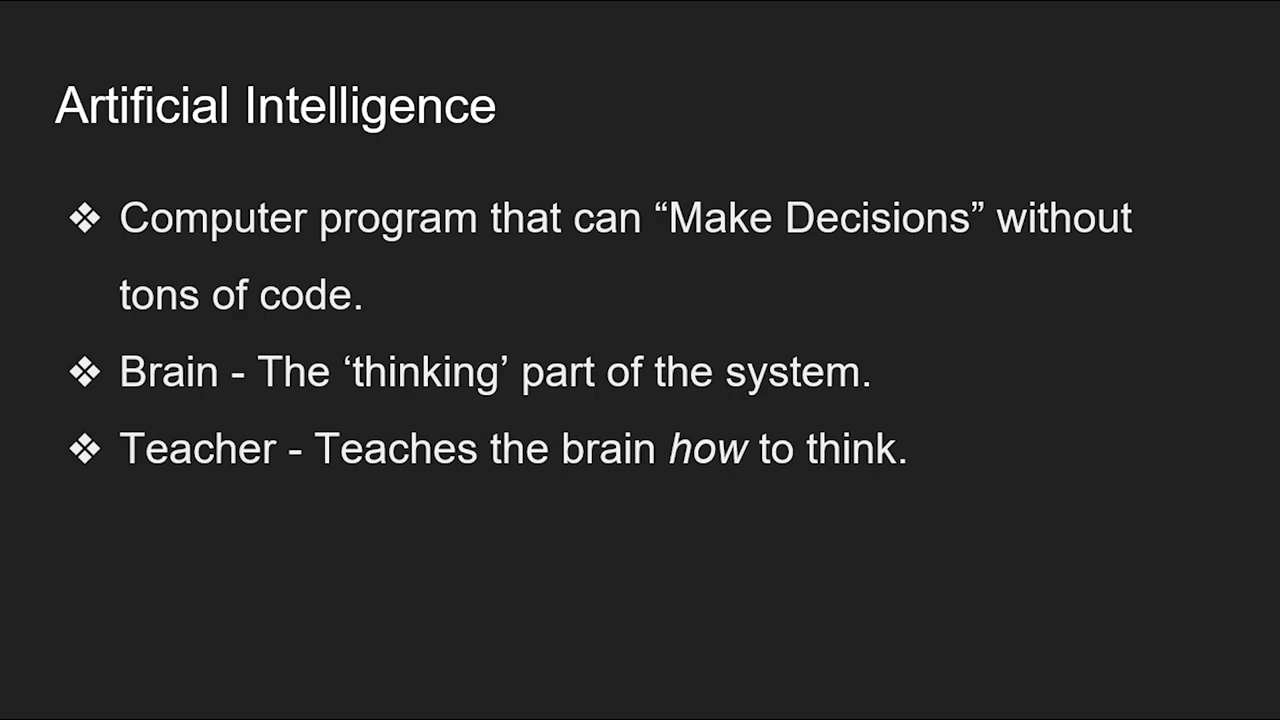 Artificial Intelligence
❖ Computer program that can “Make Decisions” without
tons of code.
❖ Brain - The ‘thinking’ part of the system.
❖ Teacher - Teaches the brain how to think.